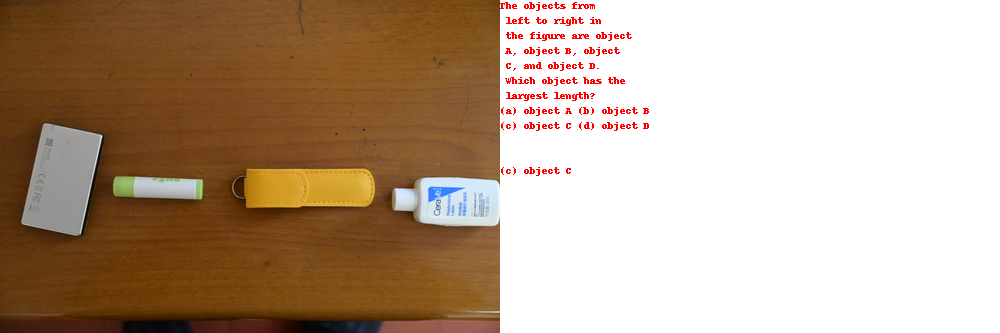 The objects from
left to right in
the figure are object
A, object B, object
C, and object D.
Which object has the
largest length?
(a) object A (b) object B
(c) object C (d) object D
(c) object C
CeraVe